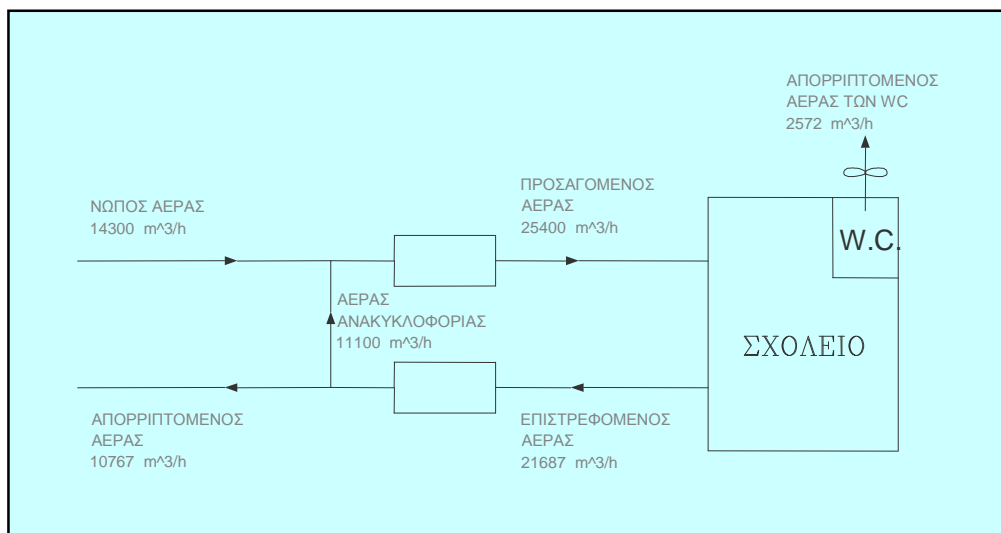 ΑΠΟΡΡΙΠΤΟΜΕΝΟΣ
ΑΕΡΑΣ ΤΩΝ WC
2572 m^3/h
ΝΩΠΟΣ ΑΕΡΑΣ
14300 m^3/h
ΠΡΟΣΑΓΟΜΕΝΟΣ
ΑΕΡΑΣ
25400 m^3/h
W.C.
ΑΕΡΑΣ
ΑΝΑΚΥΚΛΟΦΟΡΙΑΣ
11100 m^3/h
ΣΧΟΛΕΙΟ
ΑΠΟΡΡΙΠΤΟΜΕΝΟΣ
ΑΕΡΑΣ
10767 m^3/h
ΕΠΙΣΤΡΕΦΟΜΕΝΟΣ
ΑΕΡΑΣ
21687 m^3/h